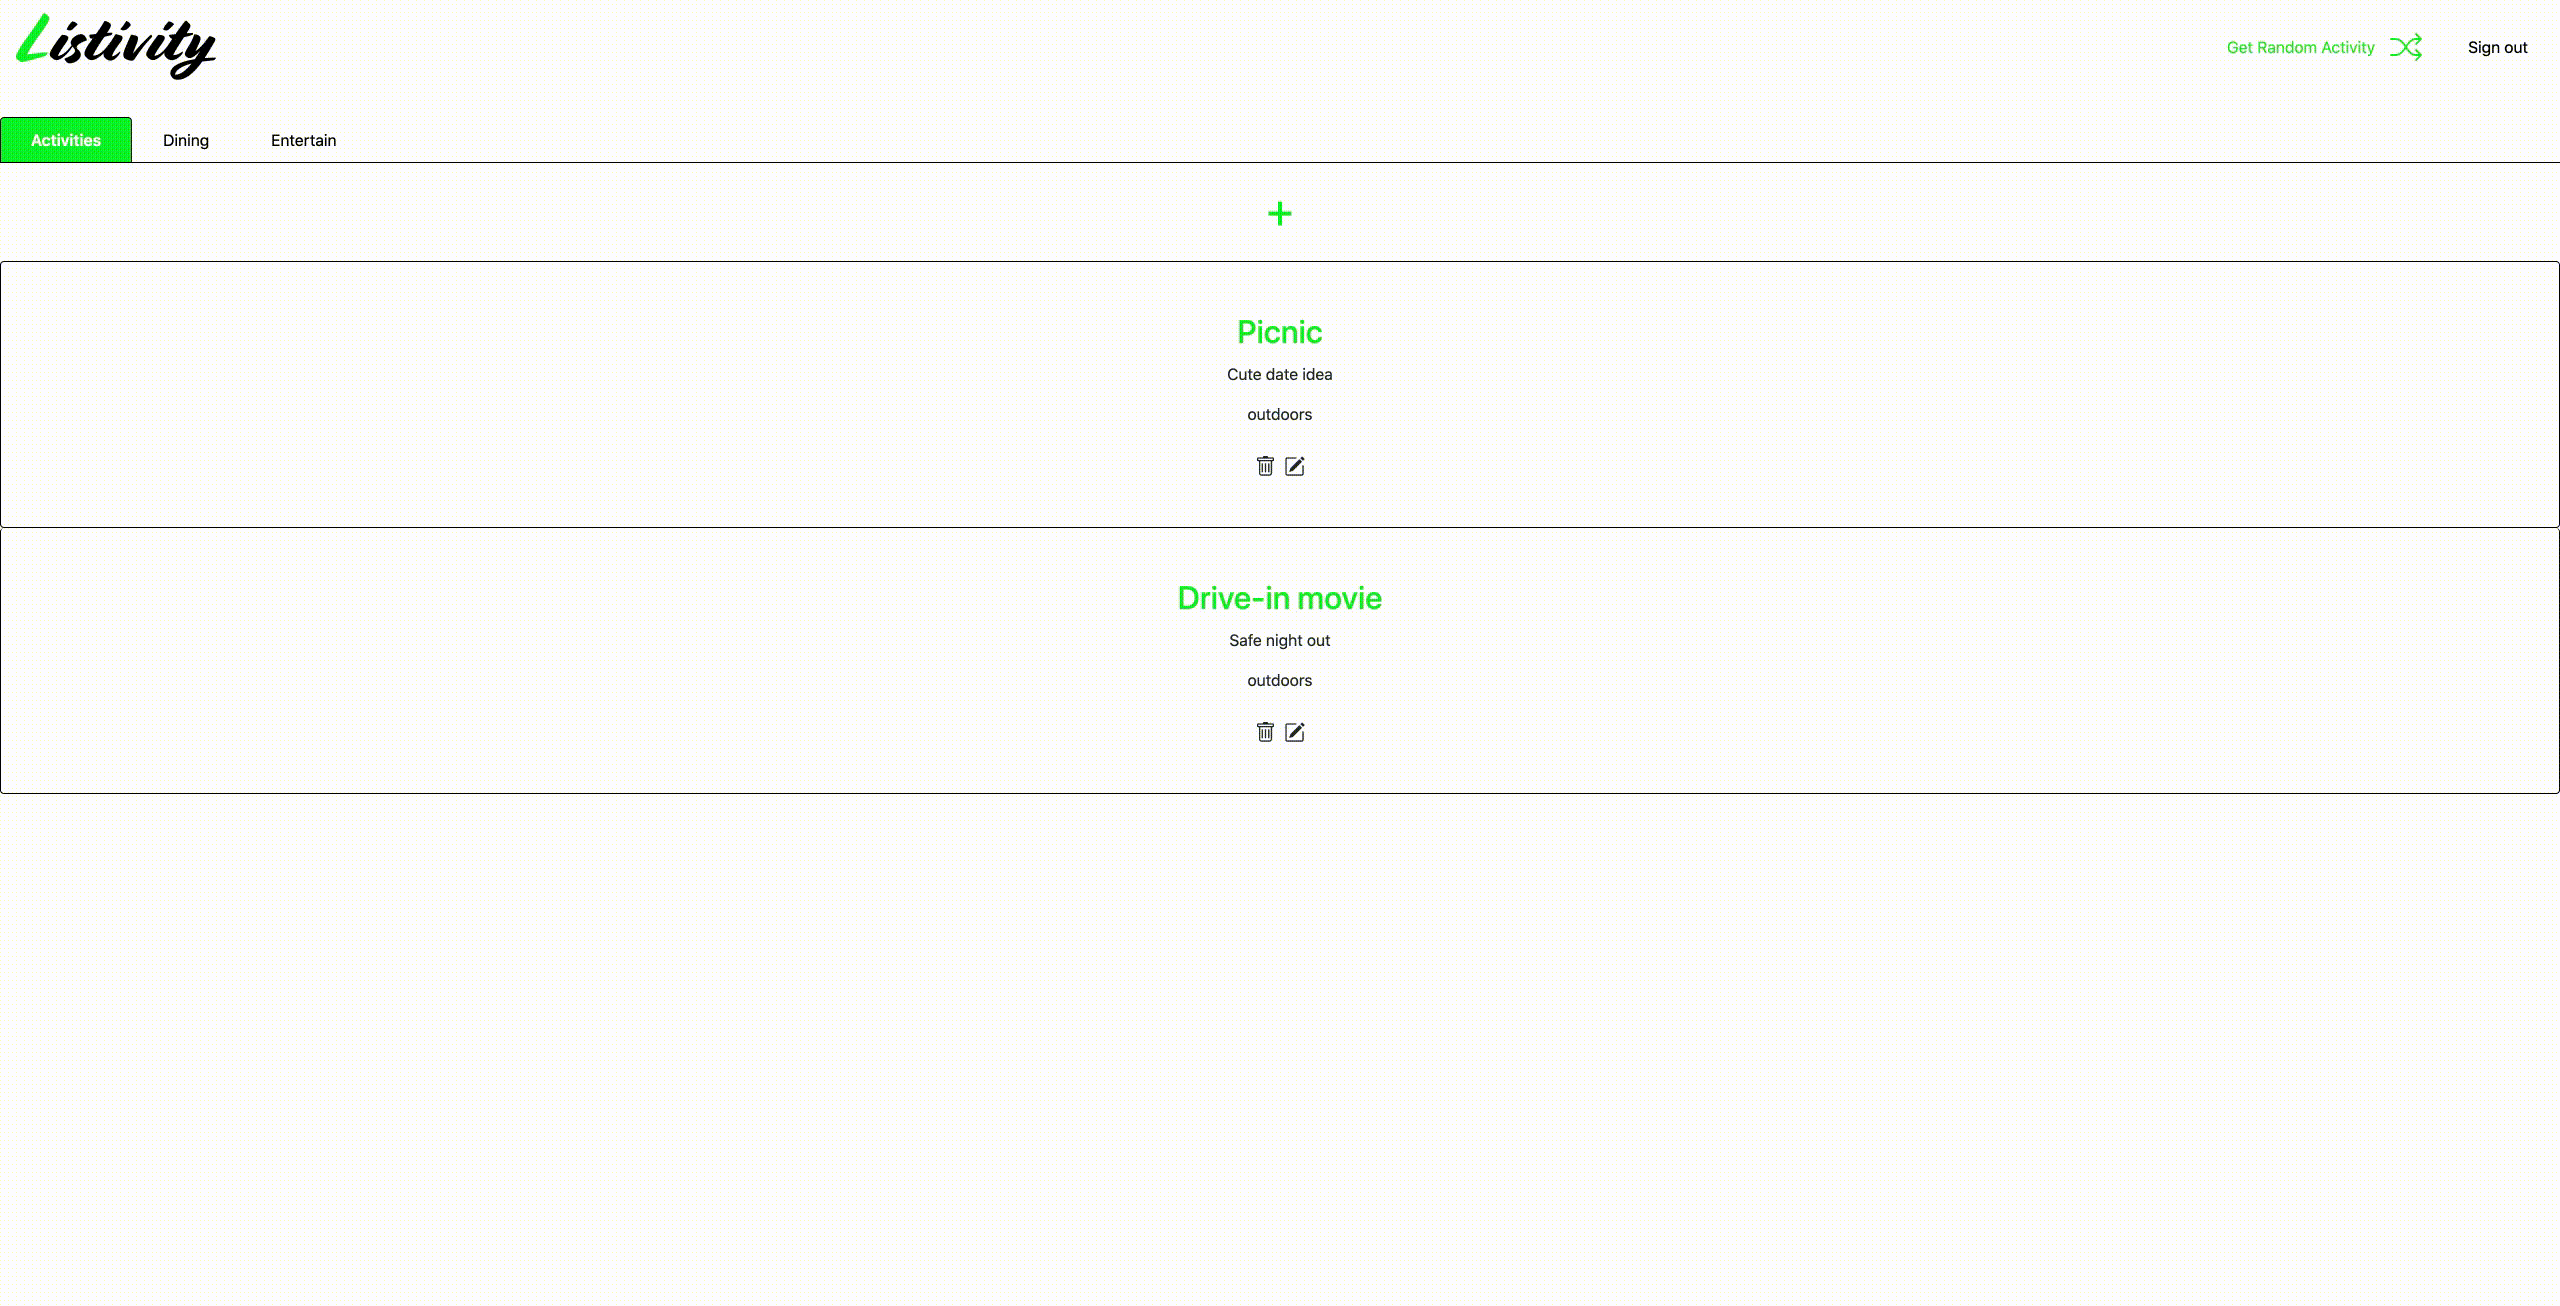 Listivity
Get Random Activity
Sign out
Activities
Dining
Entertain
+
Picnic
Cute date idea
outdoors
Drive-in movie
Safe night out
outdoors